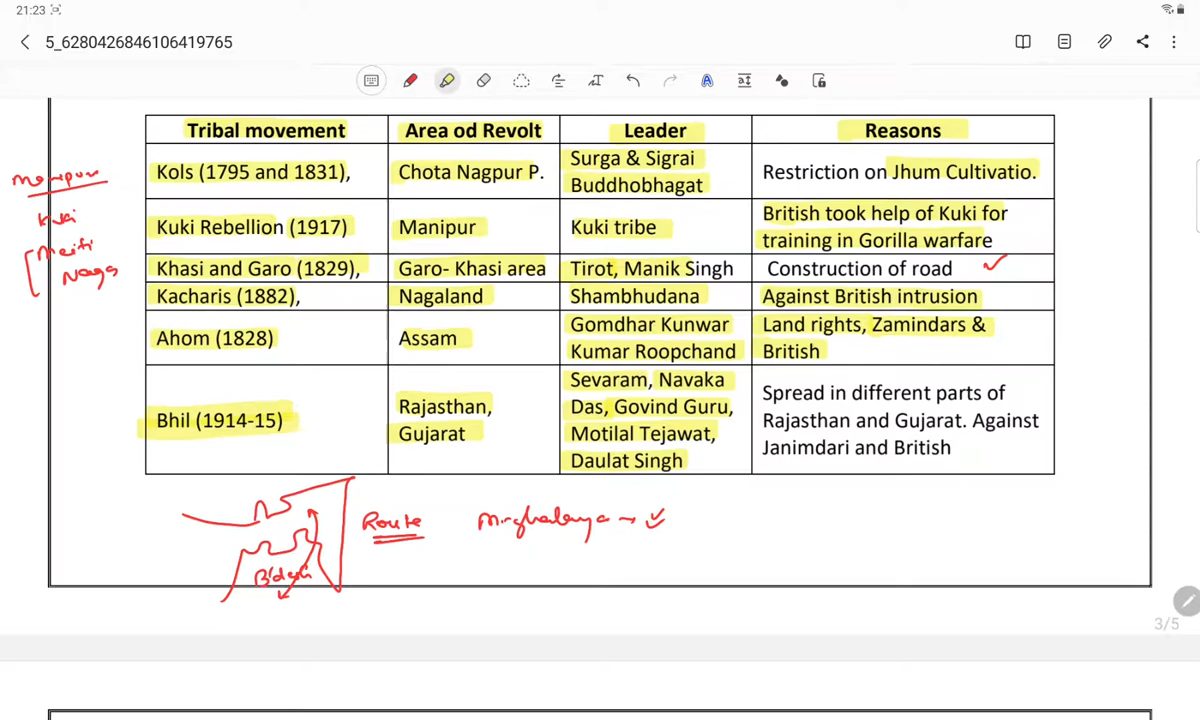 21:23
5_6280426846106419765
Tribal movement
Area od Revolt
Leader
Reasons
Kols (1795 and 1831),
Chota Nagpur P.
Surga & Sigrai
Buddhobhagat
Restriction on Jhum Cultivatio.
Kuki Rebellion (1917)
Manipur
Kuki tribe
British took help of Kuki for
training in Gorilla warfare
Khasi and Garo (1829),
Garo- Khasi area
Tirot, Manik Singh
Construction of road
Kacharis (1882),
Nagaland
Shambhudana
Against British intrusion
Ahom (1828)
Assam
Gomdhar Kunwar
Kumar Roopchand
Land rights, Zamindars &
British
Bhil (1914-15)
Rajasthan,
Gujarat
Sevaram, Navaka
Das, Govind Guru,
Motilal Tejawat,
Daulat Singh
Spread in different parts of
Rajasthan and Gujarat. Against
Janimdari and British
Manipur
Kuki
Meiti
Naga
Route
B'desh
3/5